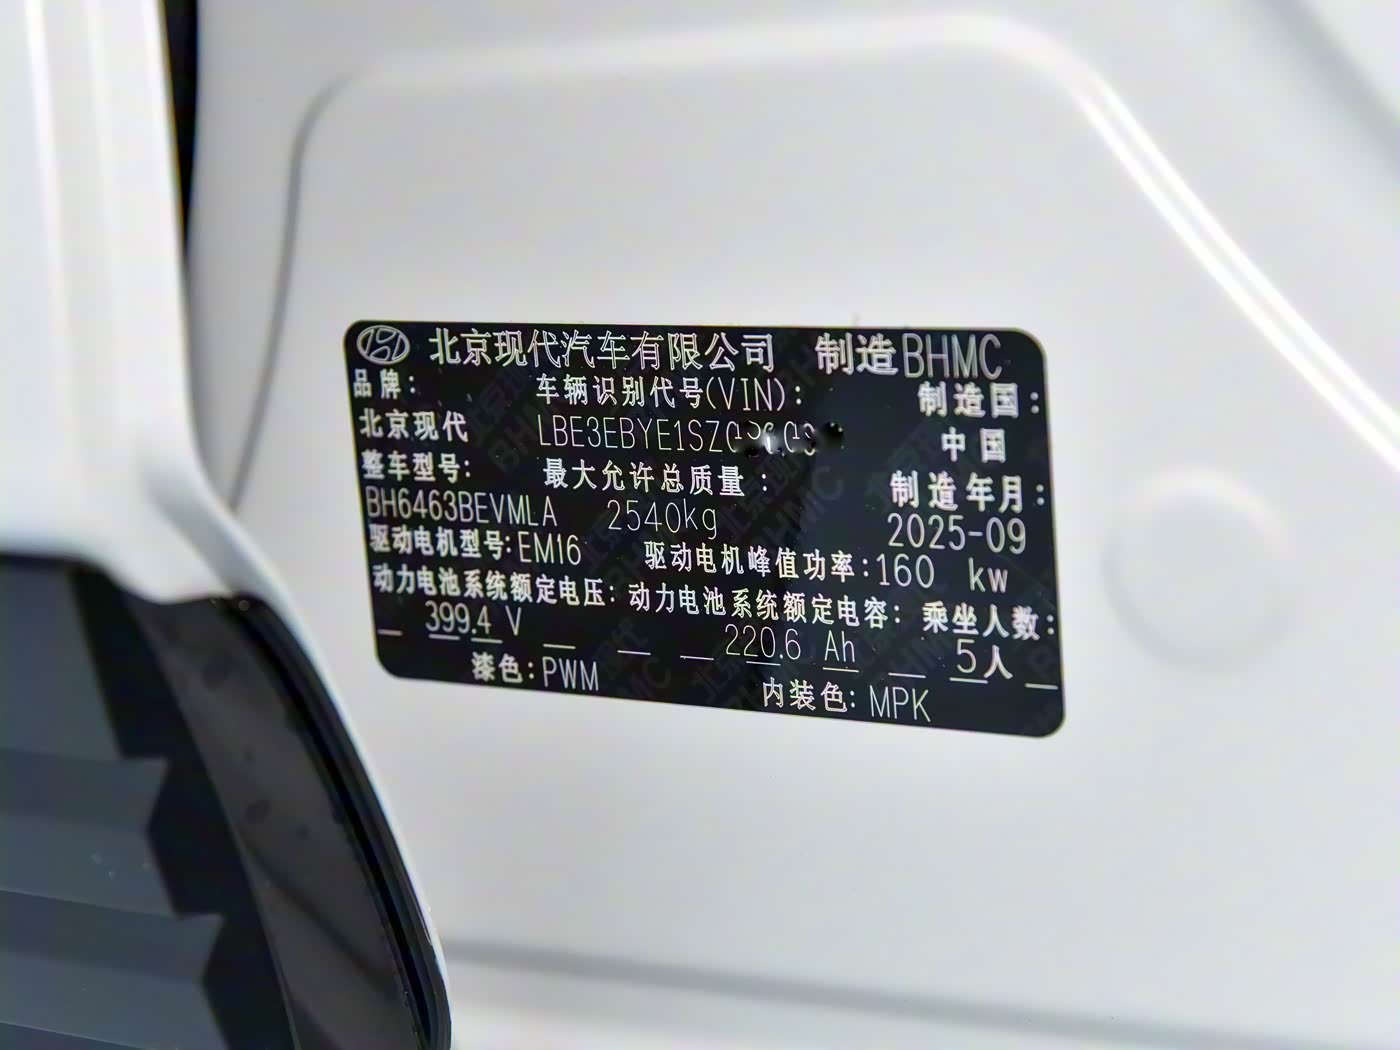 北京现代汽车有限公司 制造BHMC
品牌： 车辆识别代号(VIN)： 制造国：
北京现代 LBE3EBYE1SZ 中国
整车型号： 最大允许总质量： 制造年月：
BH6463BEVMLA 2540kg 2025-09
驱动电机型号：EM16 驱动电机峰值功率：160 kw
动力电池系统额定电压： 动力电池系统额定电容： 乘坐人数：
399.4 V 220.6 Ah 5人
漆色：PWM 内装色：MPK